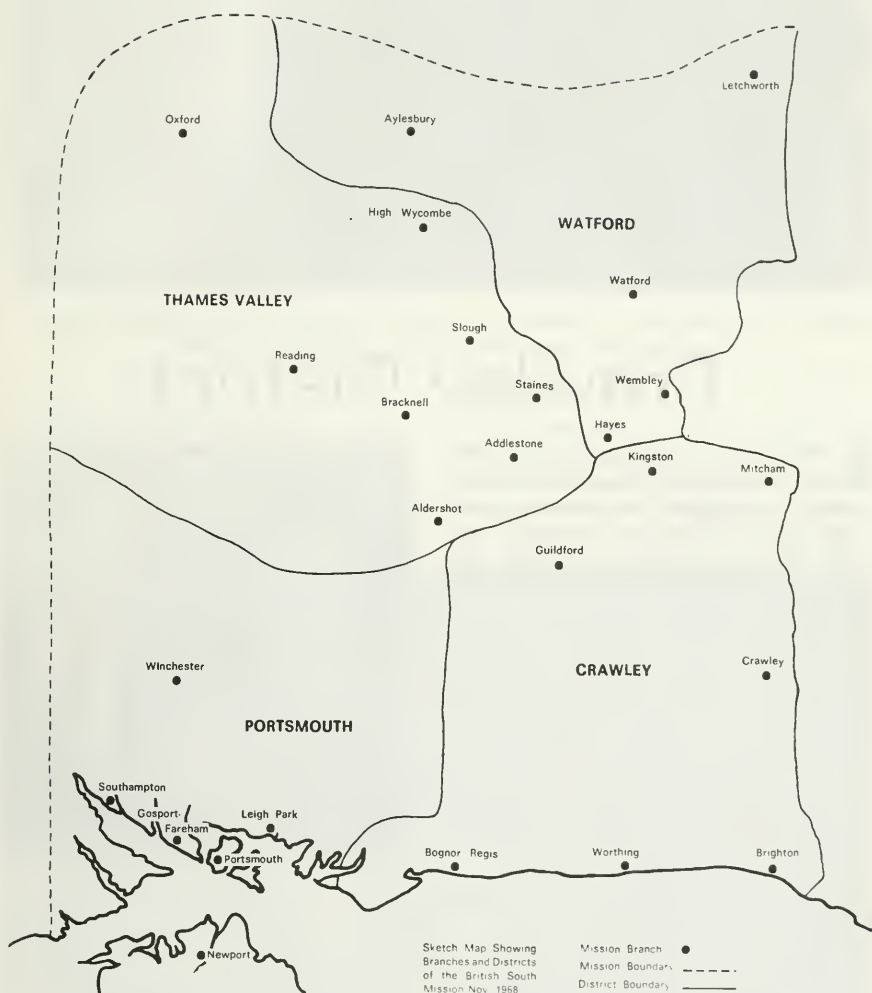 Letchworth
Oxford
Aylesbury
High Wycombe
WATFORD
Watford
THAMES VALLEY
Slough
Reading
Staines
Wembley
Bracknell
Hayes
Addlestone
Kingston
Mitcham
Aldershot
Guildford
Winchester
CRAWLEY
Crawley
PORTSMOUTH
Southampton
Gosport-
Fareham
Leigh Park
Portsmouth
Bognor Regis
Worthing
Brighton
Newport
Sketch Map Showing
Branches and Districts
of the British South
Mission Nov 1968
Mission Branch
Mission Boundary
District Boundary